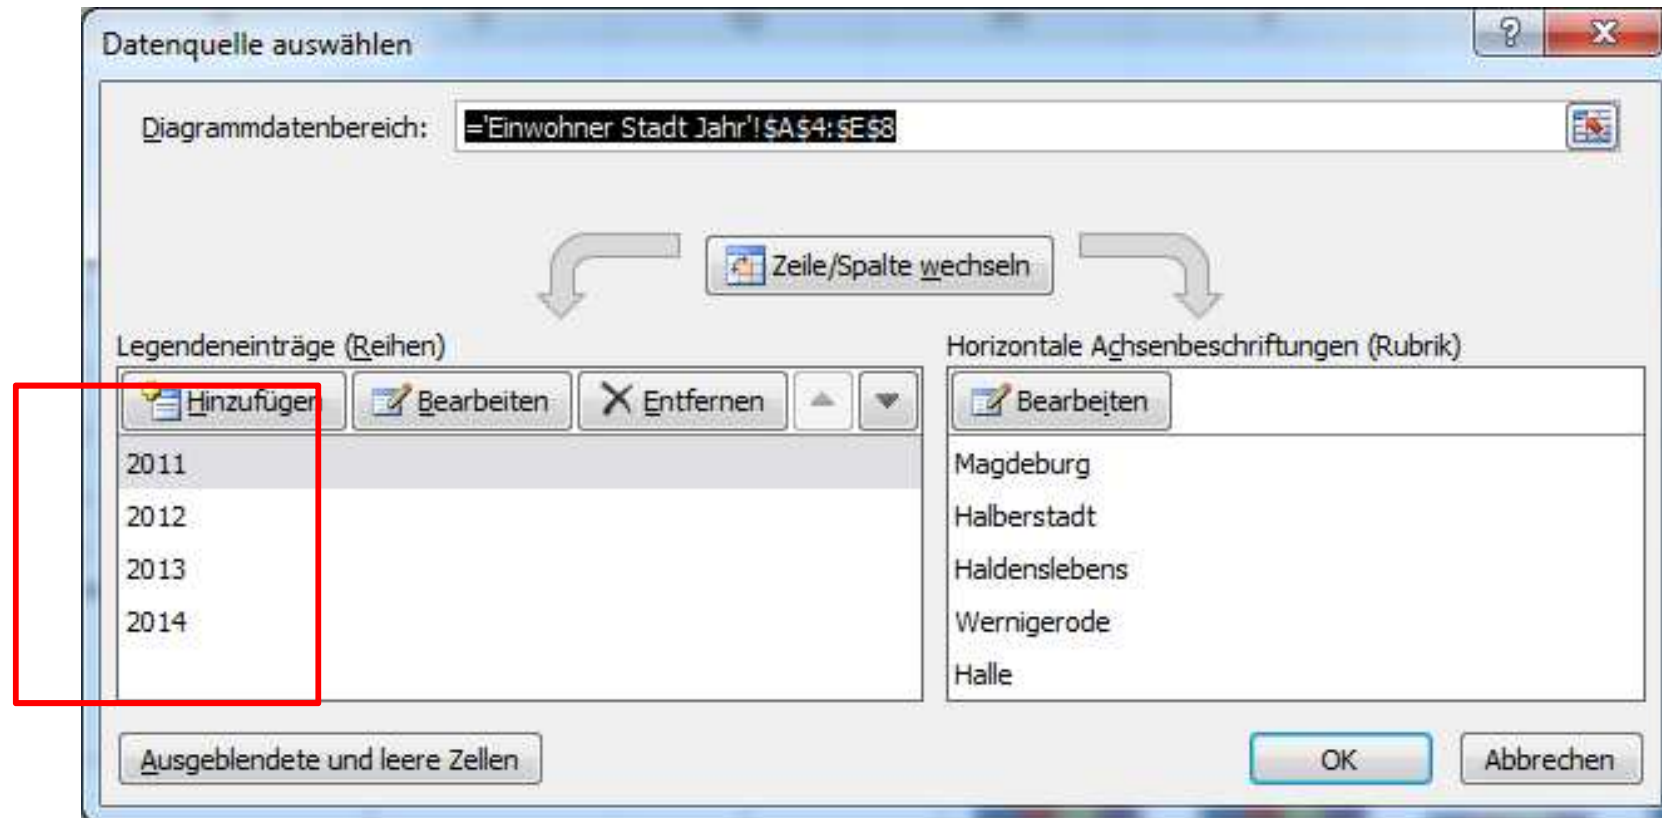 Datenquelle auswählen
Diagrammdatenbereich: ='Einwohner Stadt Jahr'!$A$4:$E$8
Zeile/Spalte wechseln
Legendeneinträge (Reihen)
Hinzufügen Bearbeiten Entfernen
2011
2012
2013
2014
Horizontale Achsenbeschriftungen (Rubrik)
Bearbeiten
Magdeburg
Halberstadt
Haldenslebens
Wernigerode
Halle
Ausgeblendete und leere Zellen
OK Abbrechen